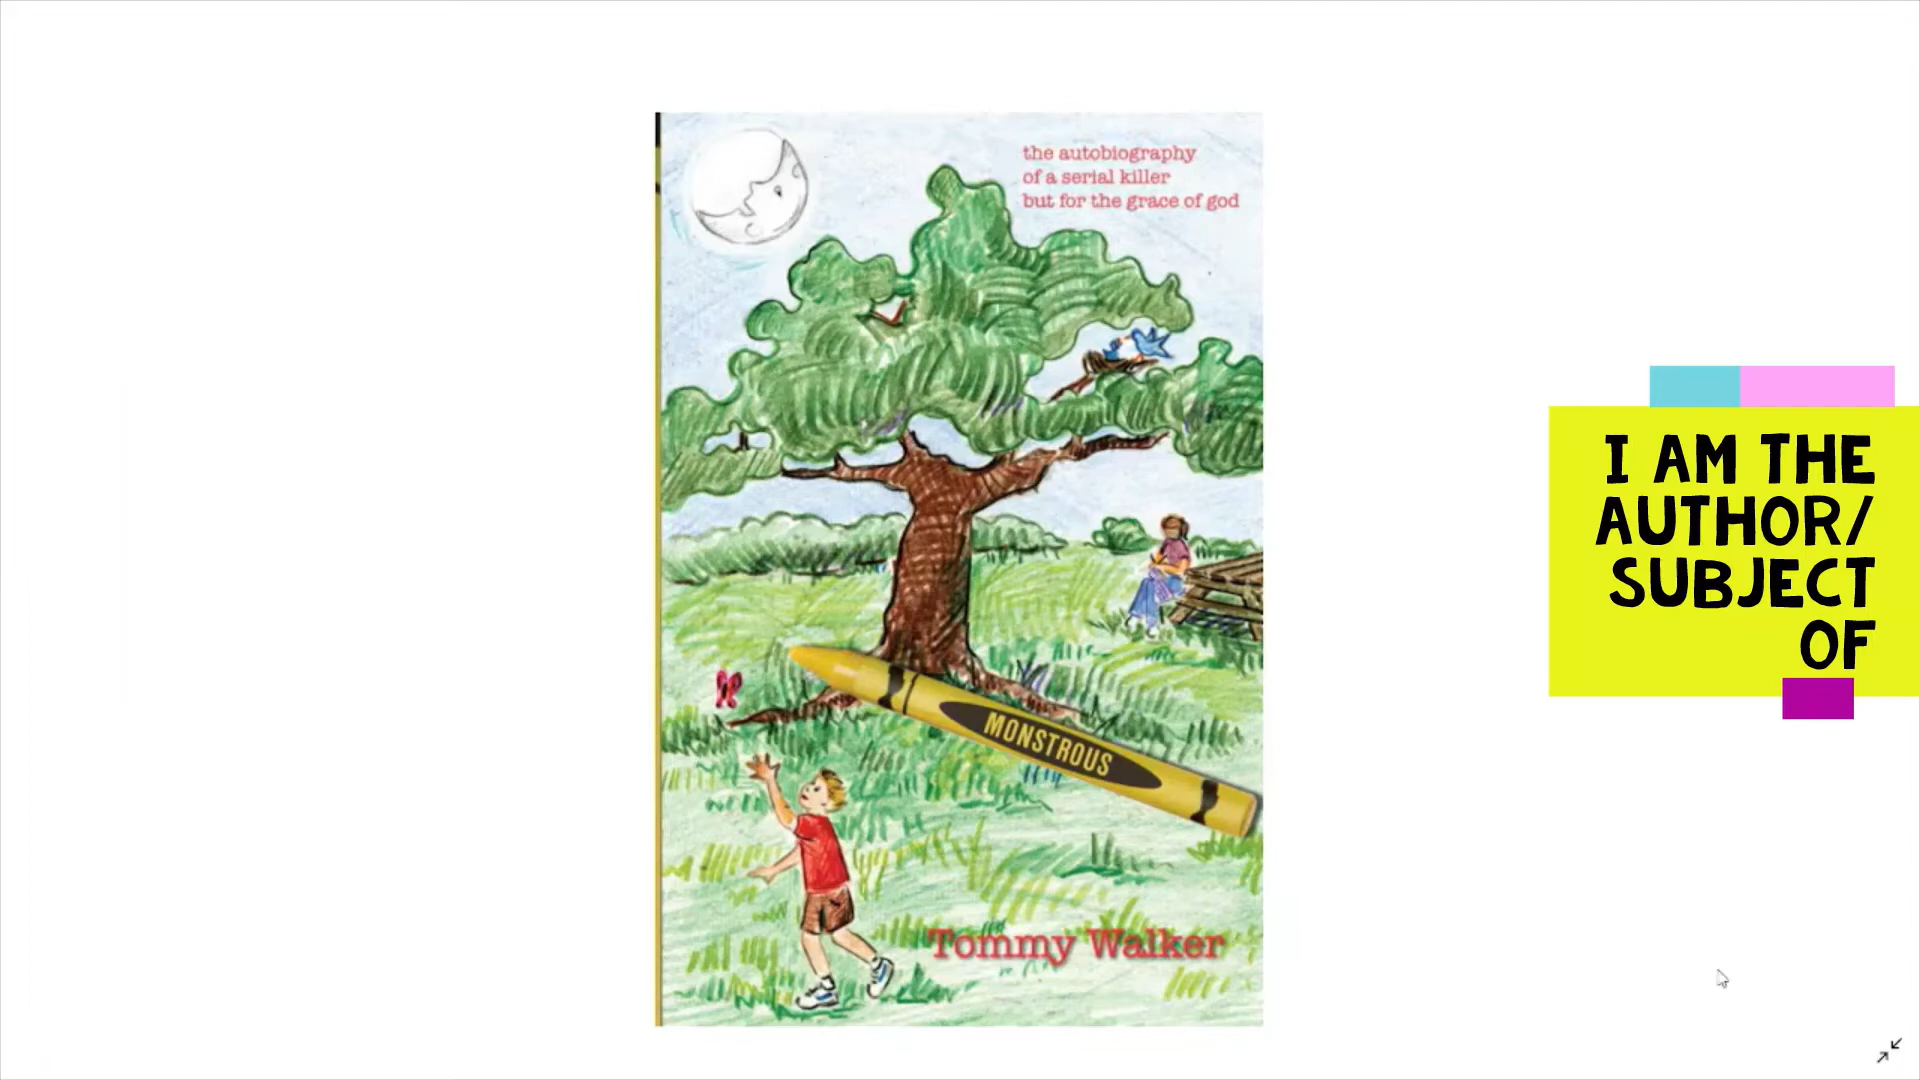 the autobiography
of a serial killer
but for the grace of god
MONSTROUS
Tommy Walker
I AM THE
AUTHOR/
SUBJECT
OF